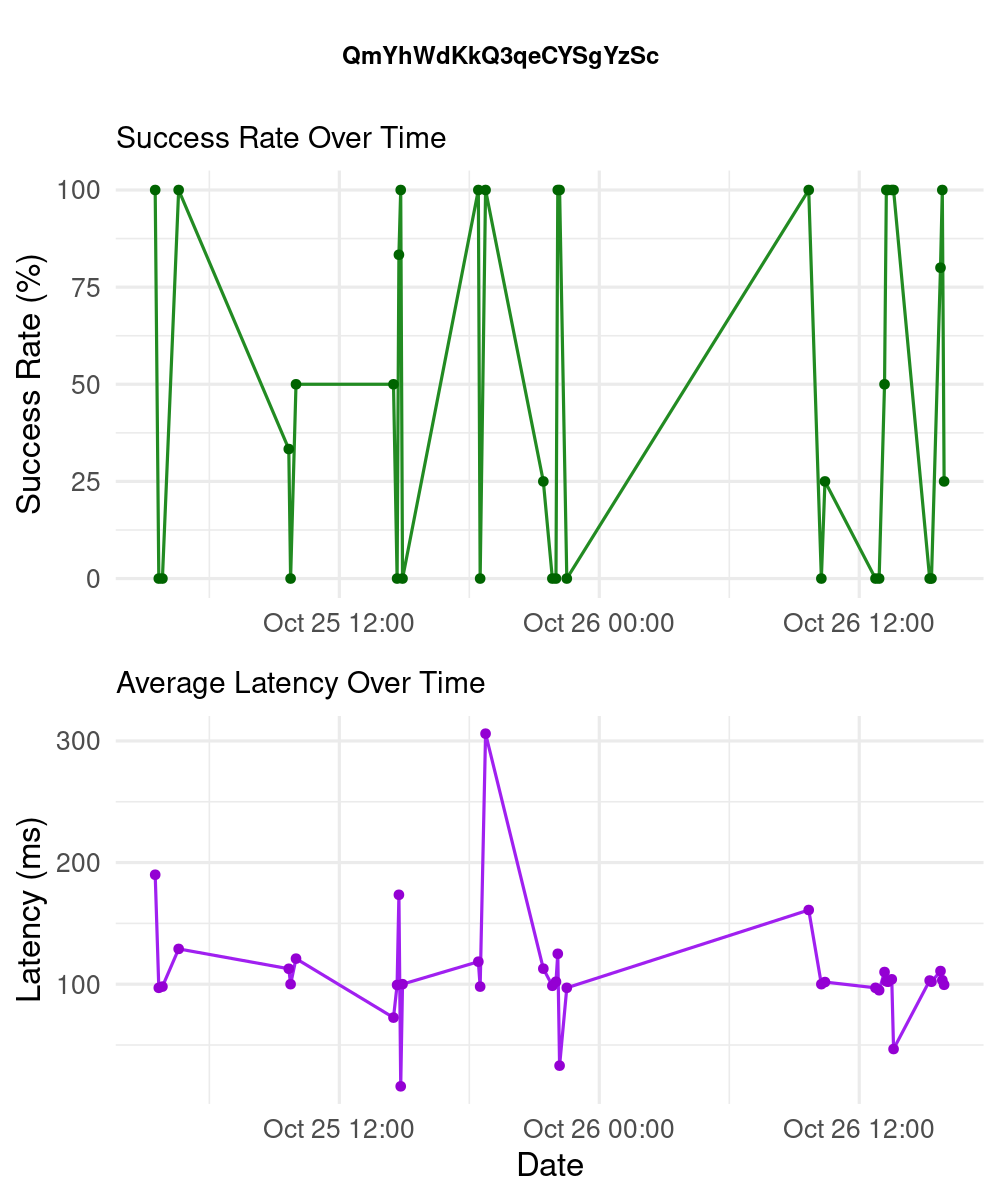 QmYhWdKkQ3qeCYSgYzSc
Success Rate Over Time
Success Rate (%)
100
75
50
25
0
Oct 25 12:00 Oct 26 00:00 Oct 26 12:00
Average Latency Over Time
Latency (ms)
300
200
100
Oct 25 12:00 Oct 26 00:00 Oct 26 12:00
Date